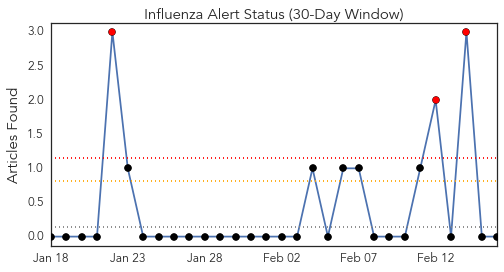 Influenza Alert Status (30-Day Window)
Articles Found
3.0
2.5
2.0
1.5
1.0
0.5
0.0
Jan 18 Jan 23 Jan 28 Feb 02 Feb 07 Feb 12